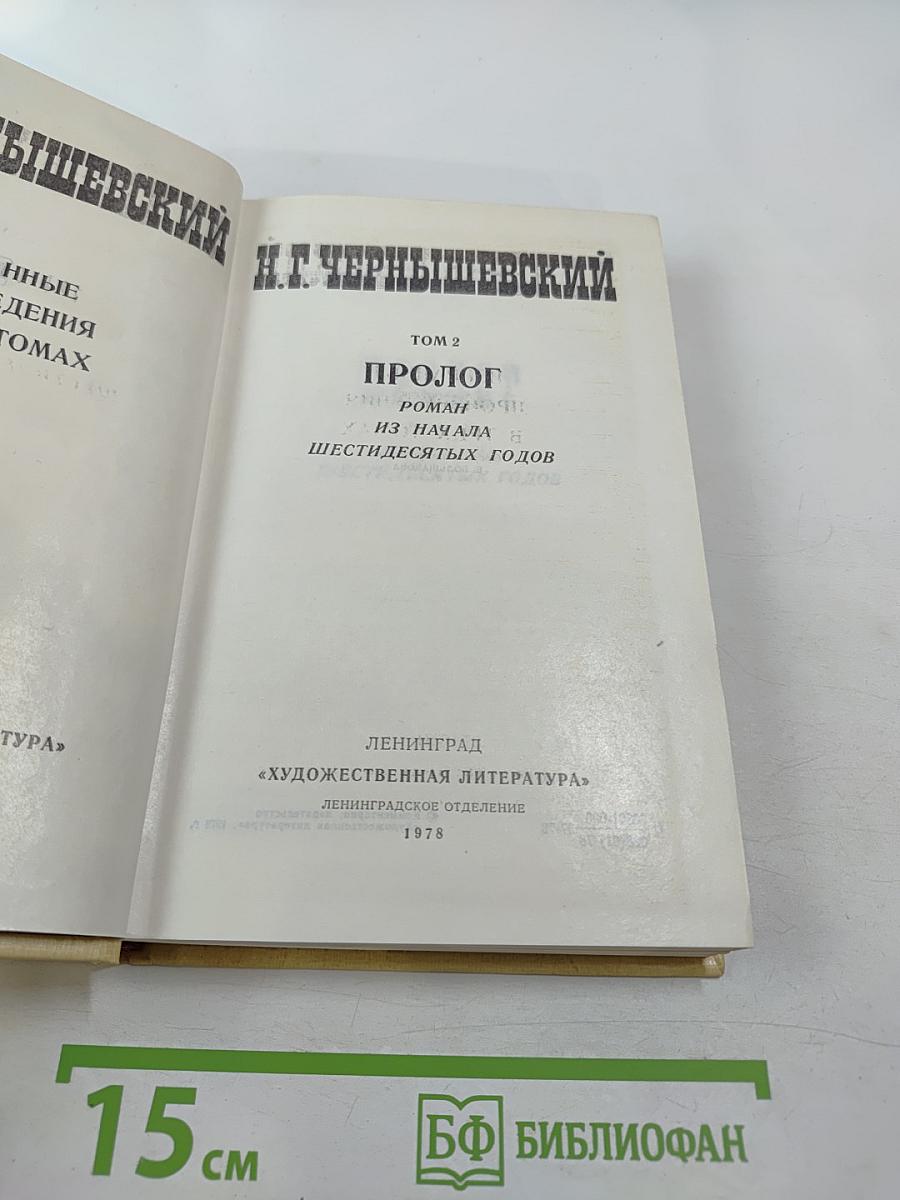 ЫШЕВСКИЙ
ННЫЕ
ЕДЕНИЯ
ТОМАХ
ТУРА»
Н.Г. ЧЕРНЫШЕВСКИЙ
ТОМ 2
ПРОЛОГ
РОМАН
ИЗ НАЧАЛА
ШЕСТИДЕСЯТЫХ ГОДОВ
ЛЕНИНГРАД
«ХУДОЖЕСТВЕННАЯ ЛИТЕРАТУРА»
ЛЕНИНГРАДСКОЕ ОТДЕЛЕНИЕ
1978
15 см
БФ БИБЛИОФАН